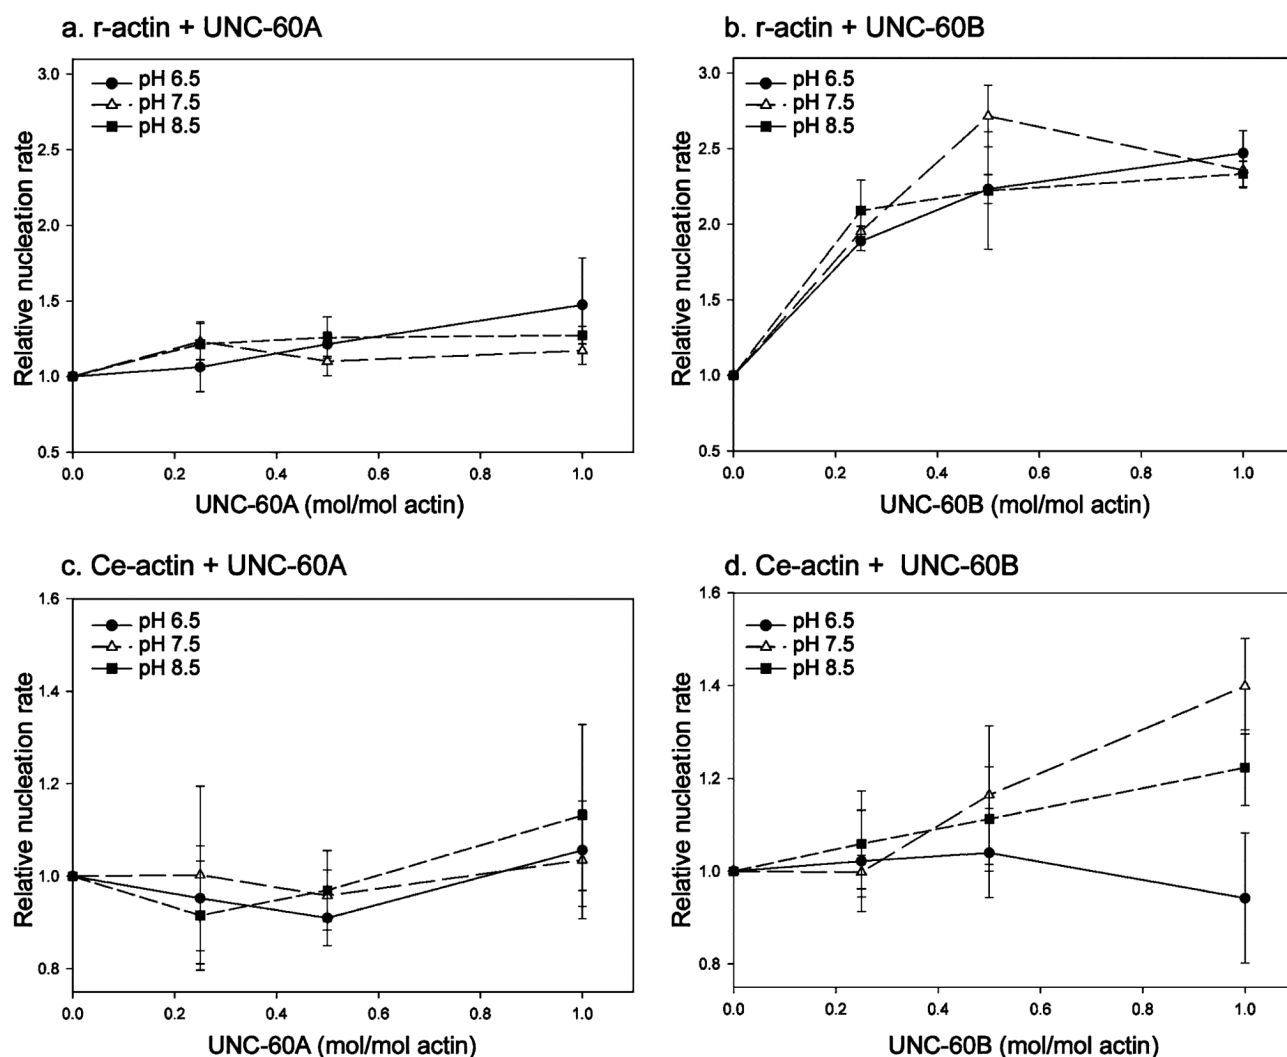 a. r-actin + UNC-60A
pH 6.5
pH 7.5
pH 8.5
Relative nucleation rate
3.0
2.5
2.0
1.5
1.0
0.5
0.0 0.2 0.4 0.6 0.8 1.0
UNC-60A (mol/mol actin)
b. r-actin + UNC-60B
pH 6.5
pH 7.5
pH 8.5
Relative nucleation rate
3.0
2.5
2.0
1.5
1.0
0.5
0.0 0.2 0.4 0.6 0.8 1.0
UNC-60B (mol/mol actin)
c. Ce-actin + UNC-60A
pH 6.5
pH 7.5
pH 8.5
Relative nucleation rate
1.6
1.4
1.2
1.0
0.8
0.0 0.2 0.4 0.6 0.8 1.0
UNC-60A (mol/mol actin)
d. Ce-actin + UNC-60B
pH 6.5
pH 7.5
pH 8.5
Relative nucleation rate
1.6
1.4
1.2
1.0
0.8
0.0 0.2 0.4 0.6 0.8 1.0
UNC-60B (mol/mol actin)